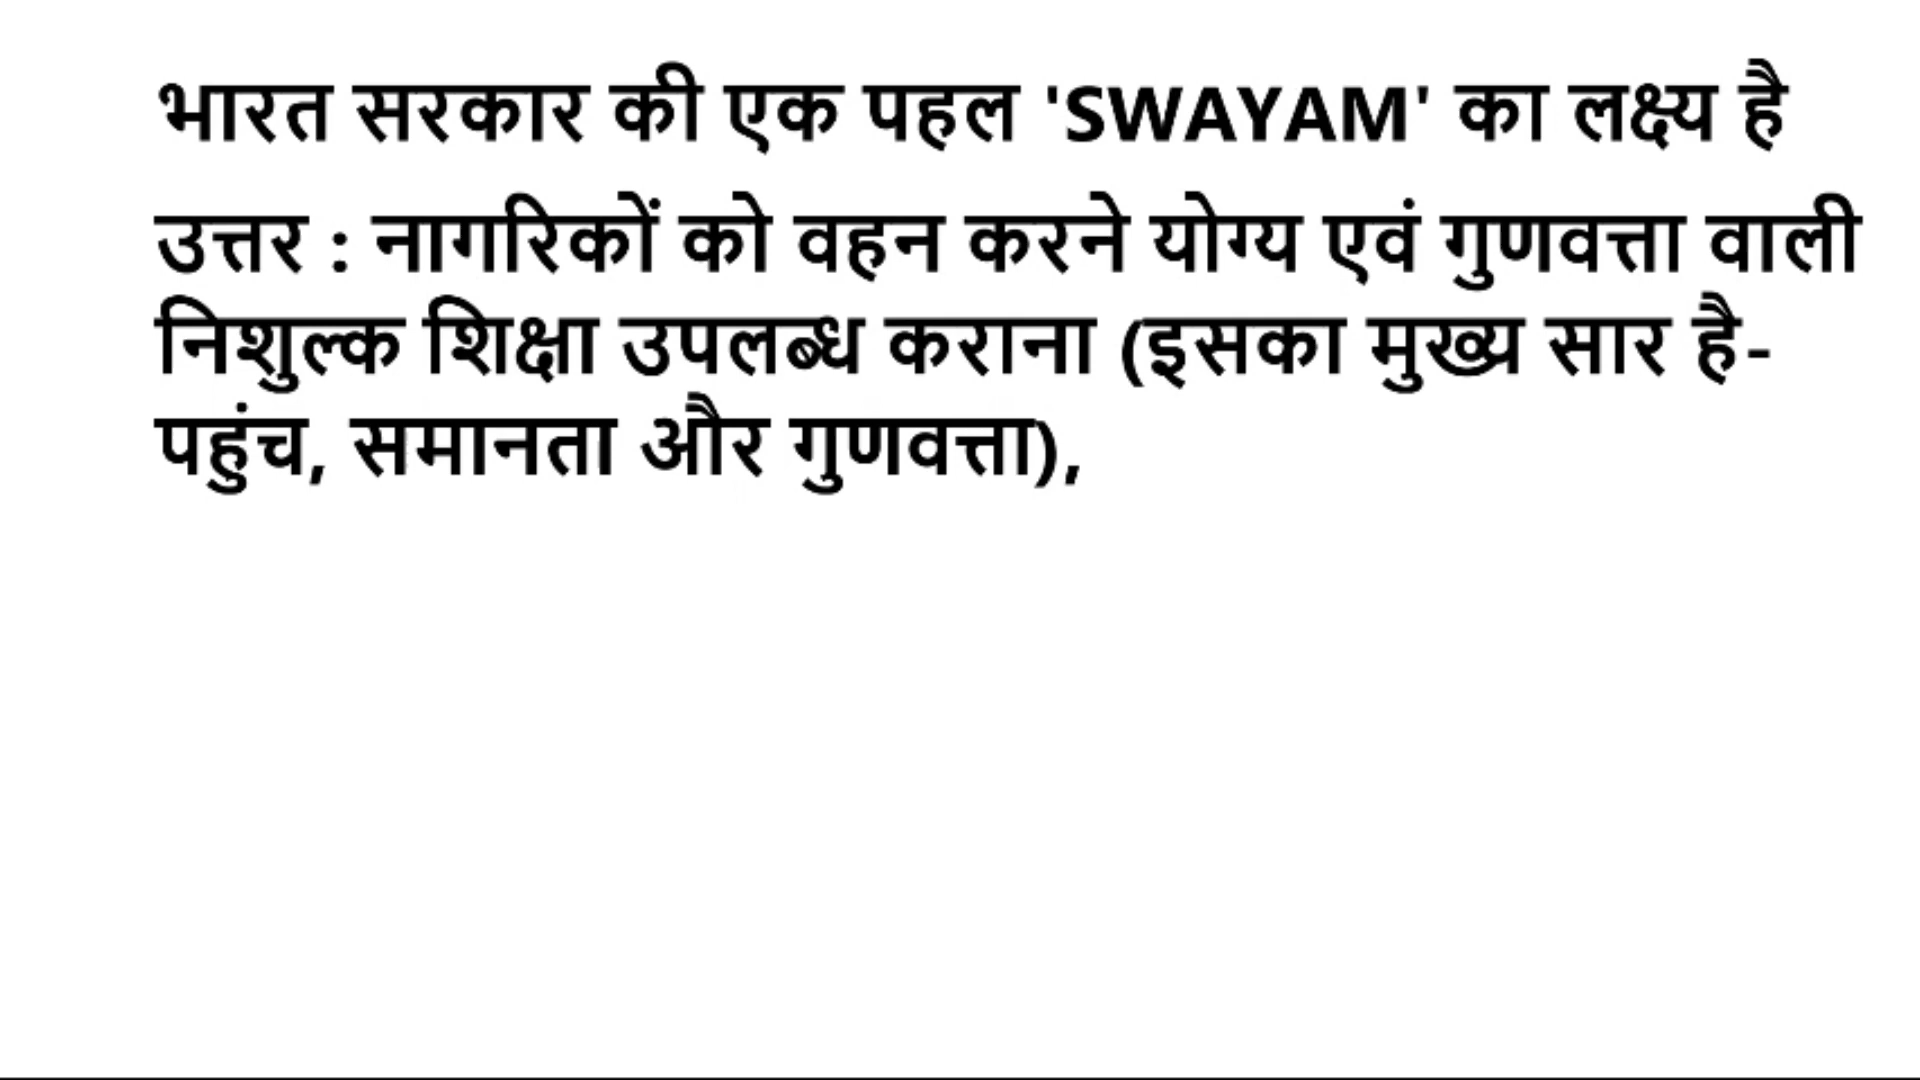 भारत सरकार की एक पहल 'SWAYAM' का लक्ष्य है
उत्तर : नागरिकों को वहन करने योग्य एवं गुणवत्ता वाली
निशुल्क शिक्षा उपलब्ध कराना (इसका मुख्य सार है-
पहुंच, समानता और गुणवत्ता),